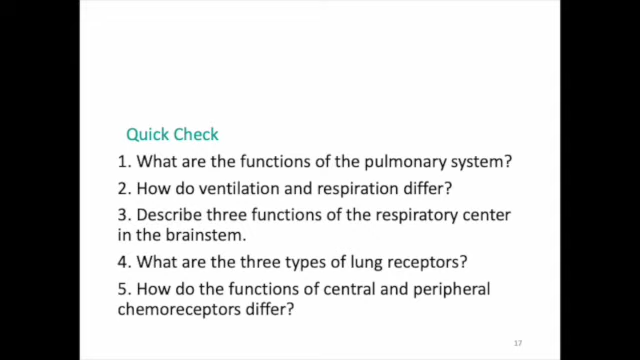 Quick Check
1. What are the functions of the pulmonary system?
2. How do ventilation and respiration differ?
3. Describe three functions of the respiratory center
in the brainstem.
4. What are the three types of lung receptors?
5. How do the functions of central and peripheral
chemoreceptors differ?
17